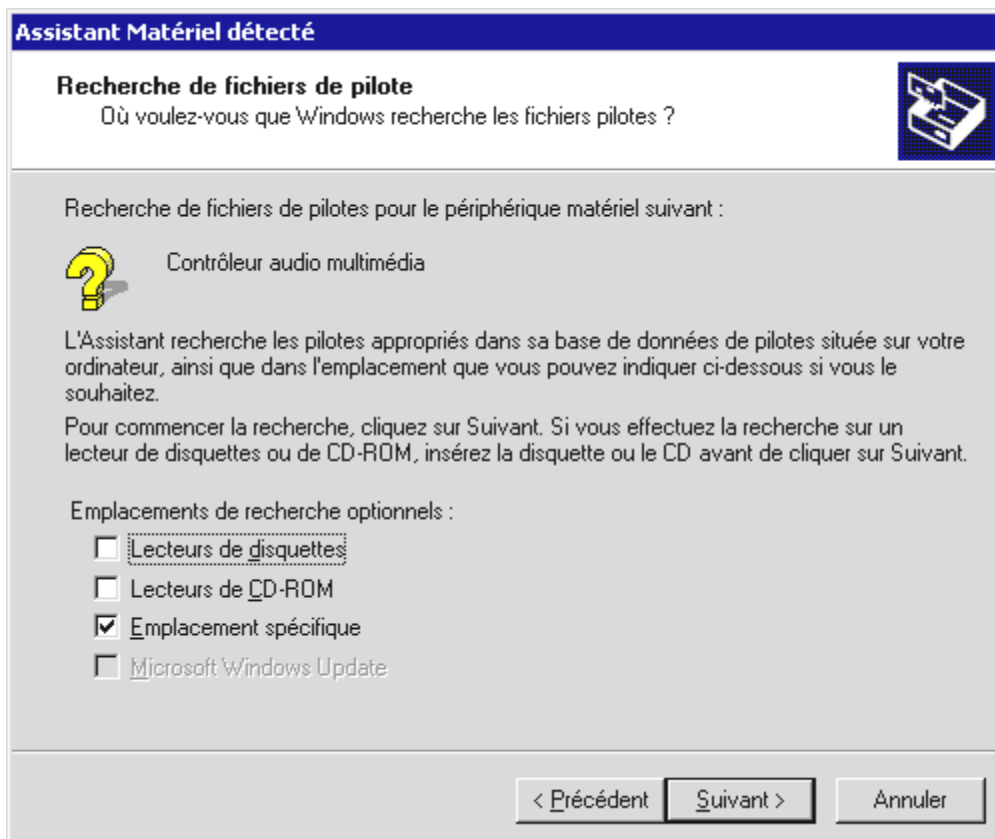 Assistant Matériel détecté
Recherche de fichiers de pilote
Où voulez-vous que Windows recherche les fichiers pilotes ?
Recherche de fichiers de pilotes pour le périphérique matériel suivant :
Contrôleur audio multimédia
L'Assistant recherche les pilotes appropriés dans sa base de données de pilotes située sur votre
ordinateur, ainsi que dans l'emplacement que vous pouvez indiquer ci-dessous si vous le
souhaitez.
Pour commencer la recherche, cliquez sur Suivant. Si vous effectuez la recherche sur un
lecteur de disquettes ou de CD-ROM, insérez la disquette ou le CD avant de cliquer sur Suivant.
Emplacements de recherche optionnels :
Lecteurs de disquettes
Lecteurs de CD-ROM
Emplacement spécifique
Microsoft Windows Update
< Précédent Suivant > Annuler